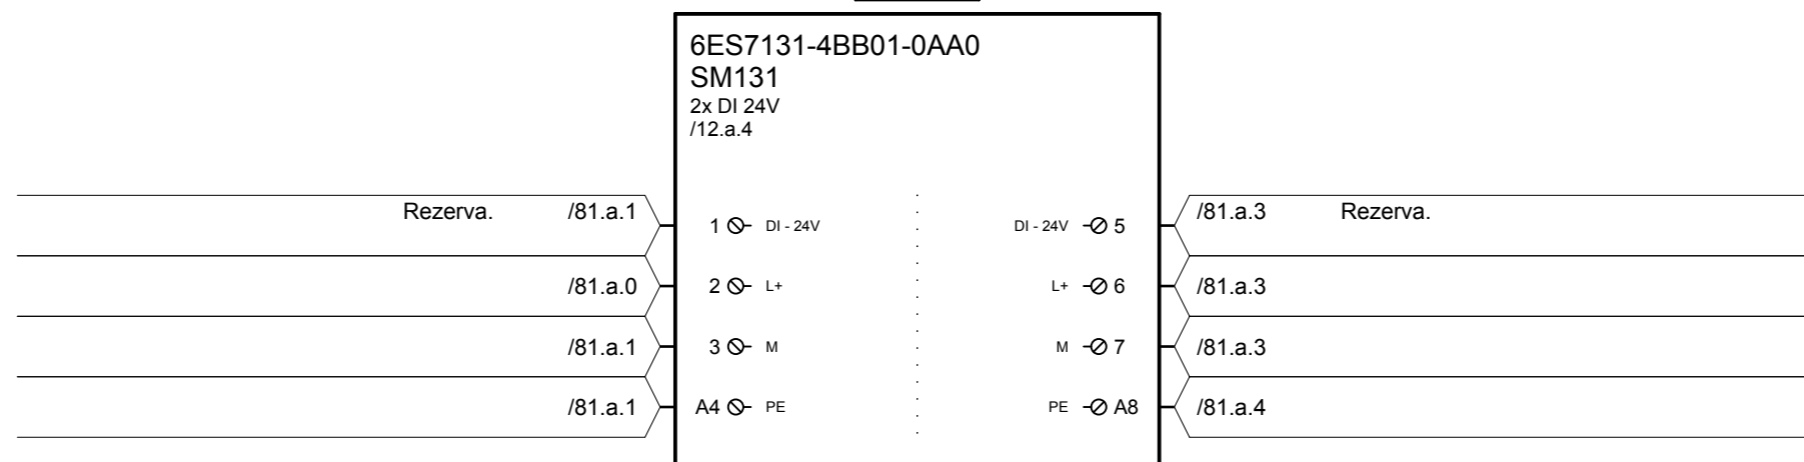 6ES7131-4BB01-0AA0
SM131
2x DI 24V
/12.a.4
Rezerva. /81.a.1 1 DI - 24V DI - 24V 5 /81.a.3 Rezerva.
/81.a.0 2 L+ L+ 6 /81.a.3
/81.a.1 3 M M 7 /81.a.3
/81.a.1 A4 PE PE A8 /81.a.4